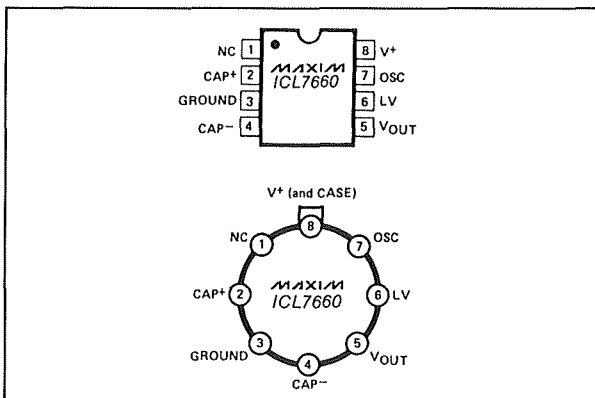 NC 1 8 V+
CAP+ 2 MAXIM 7 OSC
ICL7660
GROUND 3 6 LV
CAP- 4 5 VOUT
V+ (and CASE)
8
NC 1 7 OSC
CAP+ 2 MAXIM 6 LV
ICL7660
GROUND 3 5 VOUT
4
CAP-